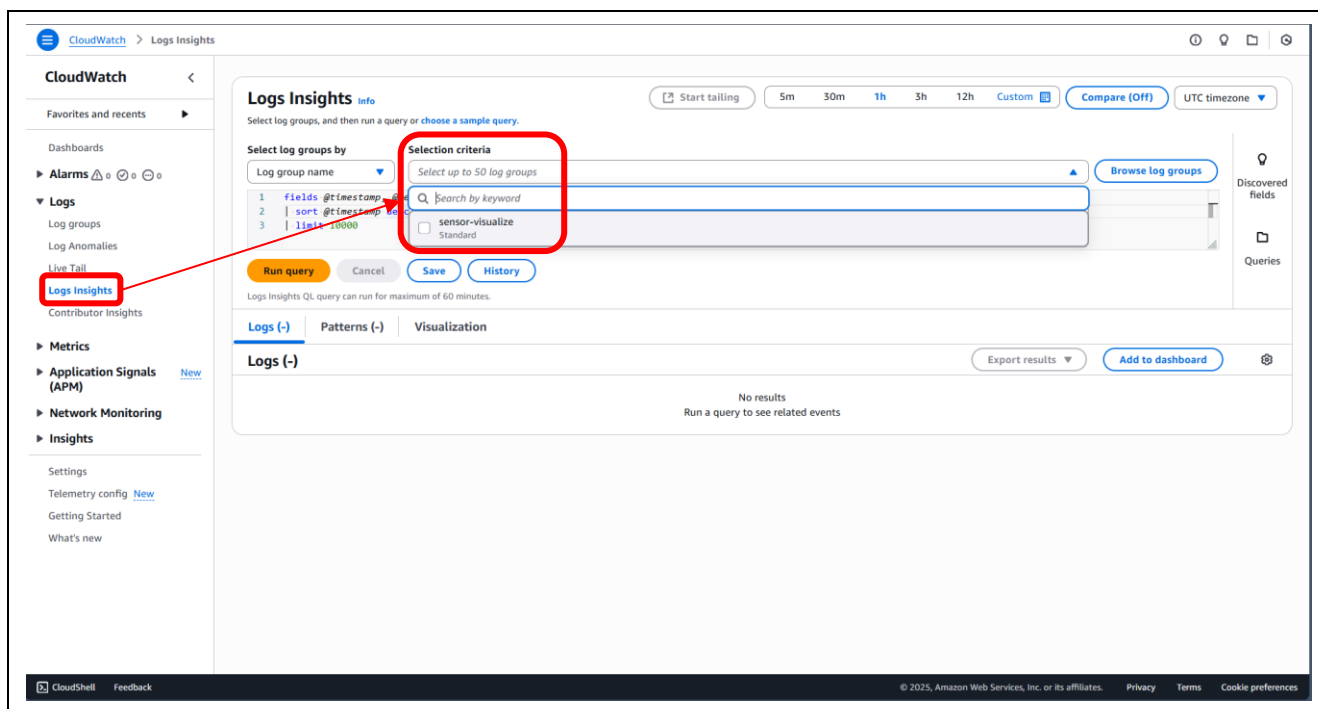 CloudWatch > Logs Insights
CloudWatch
Favorites and recents
Dashboards
Alarms 0 0 0
Logs
Log groups
Log Anomalies
Live Tail
Logs Insights
Contributor Insights
Metrics
Application Signals (APM) New
Network Monitoring
Insights
Settings
Telemetry config New
Getting Started
What's new
Logs Insights Info
Start tailing 5m 30m 1h 3h 12h Custom Compare (Off) UTC timezone
Select log groups, and then run a query or choose a sample query.
Select log groups by
Selection criteria
Log group name
Select up to 50 log groups
Browse log groups
1 fields @timestamp,
2 | sort @timestamp
3 | limit 10000
Search by keyword
sensor-visualize
Standard
Discovered fields
Queries
Run query Cancel Save History
Logs Insights QL query can run for maximum of 60 minutes.
Logs (-) Patterns (-) Visualization
Logs (-)
Export results Add to dashboard
No results
Run a query to see related events
CloudShell Feedback © 2025, Amazon Web Services, Inc. or its affiliates. Privacy Terms Cookie preferences